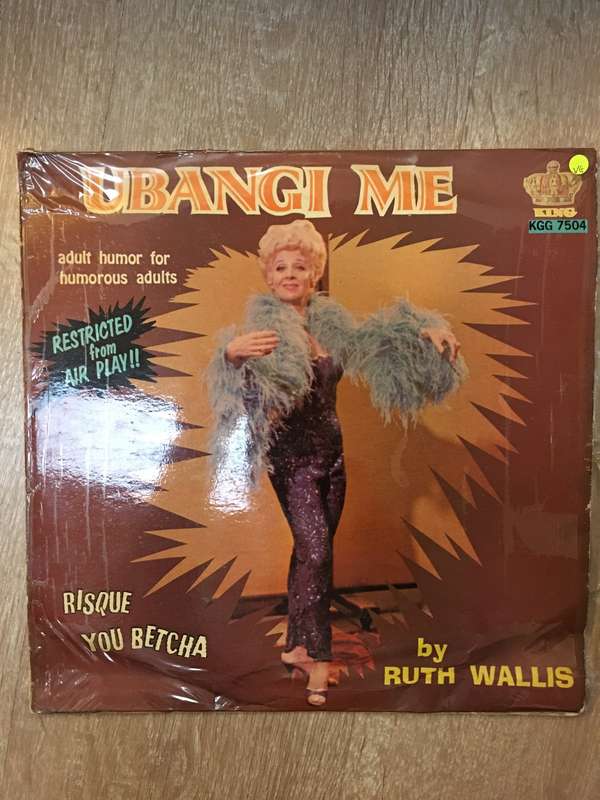 UBANGI ME
V/G
KING
KGG 7504
adult humor for
humorous adults
RESTRICTED
from
AIR PLAY!!
RISQUE
YOU BETCHA
by
RUTH WALLIS